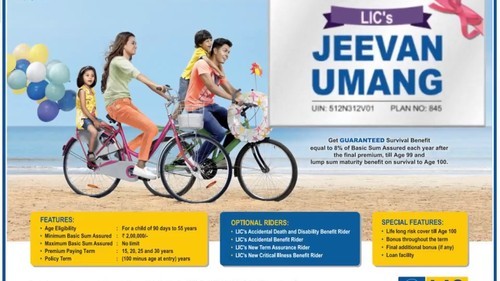 LIC's
JEEVAN
UMANG
UIN: 512N312V01 PLAN NO: 845
Get GUARANTEED Survival Benefit
equal to 8% of Basic Sum Assured each year after
the final premium, till Age 99 and
lump sum maturity benefit on survival to Age 100.
FEATURES:
• Age Eligibility : For a child of 90 days to 55 years
• Minimum Basic Sum Assured : ₹ 2,00,000/-
• Maximum Basic Sum Assured : No limit
• Premium Paying Term : 15, 20, 25 and 30 years
• Policy Term : (100 minus age at entry) years
OPTIONAL RIDERS:
• LIC's Accidental Death and Disability Benefit Rider
• LIC's Accidental Benefit Rider
• LIC's New Term Assurance Rider
• LIC's New Critical Illness Benefit Rider
SPECIAL FEATURES:
• Life long risk cover till Age 100
• Bonus throughout the term
• Final additional bonus (if any)
• Loan facility